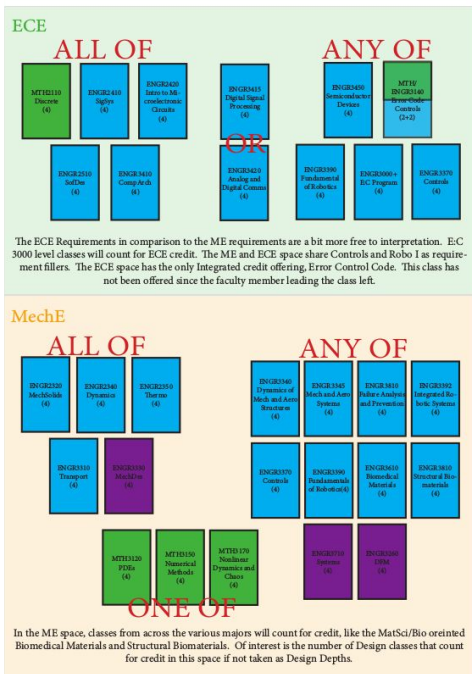 ECE
ALL OF
ANY OF
MTH2110
Discrete
(4)
ENGR2410
SigSys
(4)
ENGR2420
Intro to Mi-
croelectronic
Circuits
(4)
ENGR3415
Digital Signal
Processing
(4)
ENGR3450
Semiconductor
Devices
(4)
MTH/
ENGR3140
Error Code
Controls
(2+2)
OR
ENGR2510
SofDes
(4)
ENGR3410
CompArch
(4)
ENGR3420
Analog and
Digital Comms
(4)
ENGR3390
Fundamental
of Robotics
(4)
ENGR3000+
EC Program
(4)
ENGR3370
Controls
(4)
The ECE Requirements in comparison to the ME requirements are a bit more free to interpretation. E:C
3000 level classes will count for ECE credit. The ME and ECE space share Controls and Robo I as require-
ment fillers. The ECE space has the only Integrated credit offering, Error Control Code. This class has
not been offered since the faculty member leading the class left.
MechE
ALL OF
ANY OF
ENGR2320
MechSolids
(4)
ENGR2340
Dynamics
(4)
ENGR2350
Thermo
(4)
ENGR3340
Dynamics of
Mech and Aero
Structures
(4)
ENGR3345
Mech and Aero
Systems
(4)
ENGR3810
Failure Analysis
and Prevention
(4)
ENGR3392
Integrated Ro-
botic Systems
(4)
ENGR3310
Transport
(4)
ENGR3330
MechDes
(4)
ENGR3370
Controls
(4)
ENGR3390
Fundamentals
of Robotics(4)
ENGR3610
Biomedical
Materials
(4)
ENGR3810
Structural Bio-
materials
(4)
MTH3120
PDEs
(4)
MTH3150
Numerical
Methods
(4)
MTH3170
Nonlinear
Dynamics and
Chaos
(4)
ENGR3710
Systems
(4)
DFM
(4)
ONE OF
In the ME space, classes from across the various majors will count for credit, like the MatSci/Bio oreinted
Biomedical Materials and Structural Biomaterials. Of interest is the number of Design classes that count
for credit in this space if not taken as Design Depths.